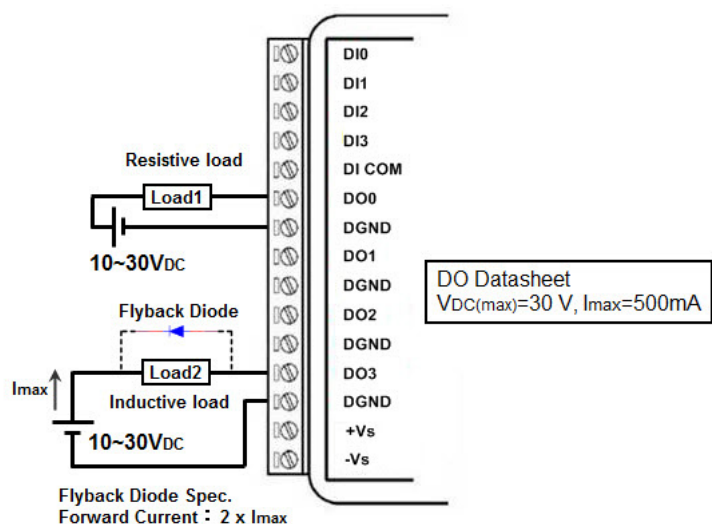 DI0
DI1
DI2
DI3
DI COM
DO0
DGND
DO1
DGND
DO2
DGND
DO3
DGND
+Vs
-Vs
Resistive load
Load1
10~30VDC
Flyback Diode
Load2
Imax
Inductive load
10~30VDC
Flyback Diode Spec.
Forward Current : 2 x Imax
DO Datasheet
VDC(max)=30 V, Imax=500mA